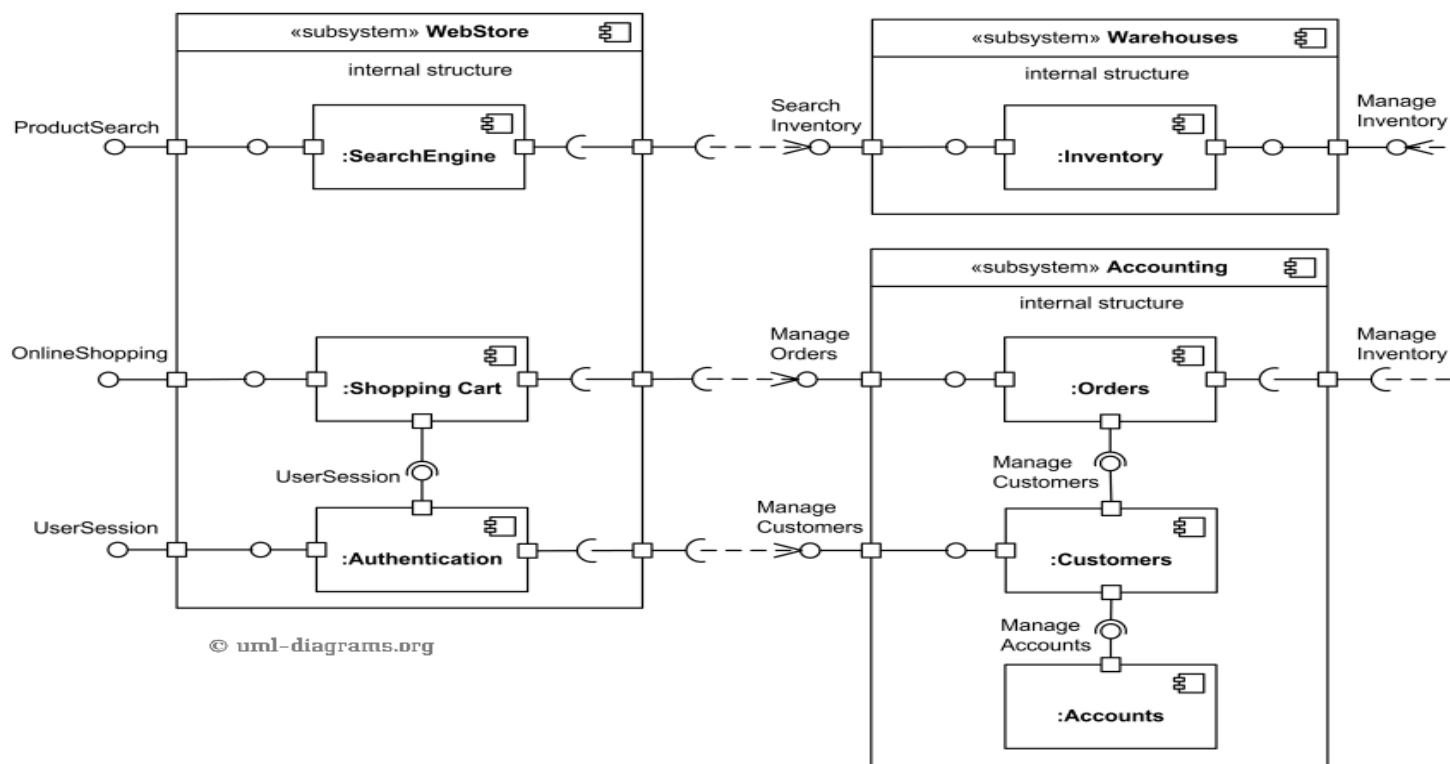 «subsystem» WebStore
internal structure
ProductSearch
:SearchEngine
OnlineShopping
:Shopping Cart
UserSession
UserSession
:Authentication
© uml-diagrams.org
Search
Inventory
«subsystem» Warehouses
internal structure
:Inventory
Manage
Inventory
«subsystem» Accounting
internal structure
Manage
Orders
:Orders
Manage
Inventory
Manage
Customers
Manage
Customers
:Customers
Manage
Accounts
:Accounts